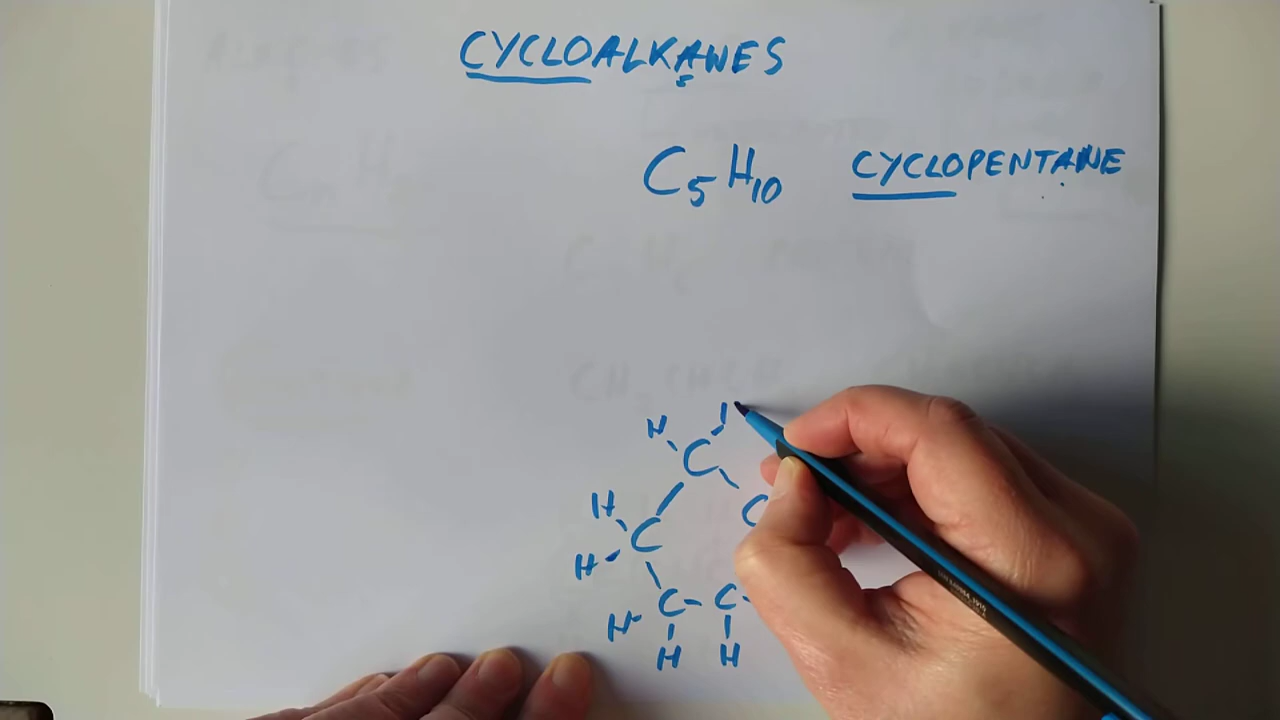 CYCLOALKANES
C5H10 CYCLOPENTANE
H C
H C C
H
C - C -
H
H H